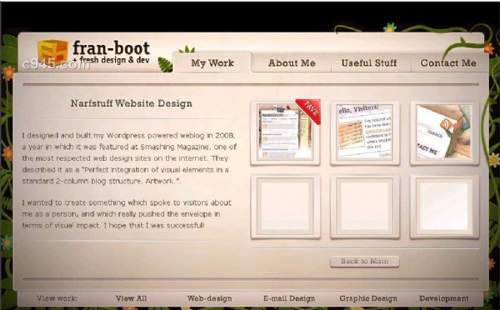 fran-boot
+ fresh design & dev
c945.com
My Work
About Me
Useful Stuff
Contact Me
Narfstuff Website Design
I designed and built my Wordpress powered weblog in 2008,
a year in which it was featured at Smashing Magazine, one of
the most respected web design sites on the internet. They
described it as a "Perfect integration of visual elements in a
standard 2-column blog structure. Artwork.".
I wanted to create something which spoke to visitors about
me as a person, and which really pushed the envelope in
terms of visual impact. I hope that I was successful!
FAVE
Hello, Visitors!
Back to Main
View work:
View All
Web-design
E-mail Design
Graphic Design
Development